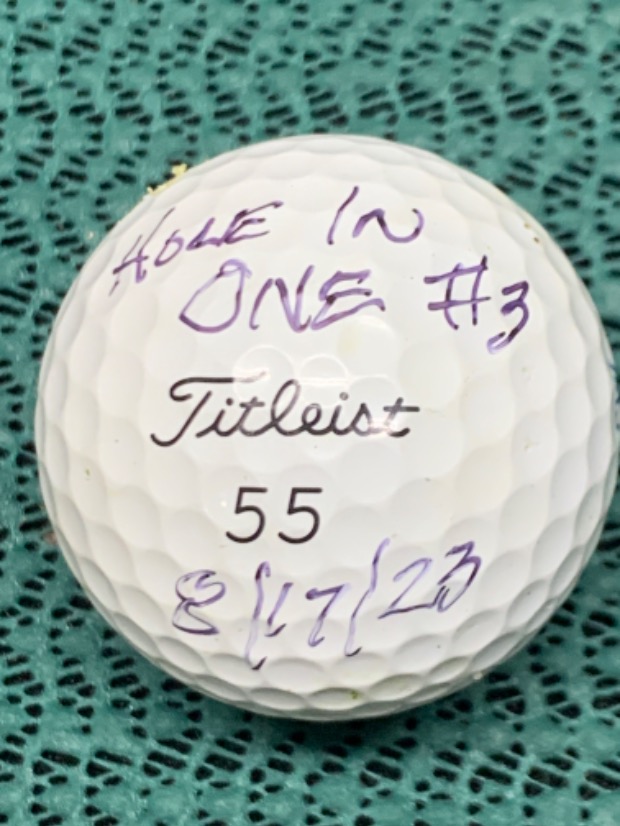 HOLE IN
ONE #3
Titleist
55
8/17/23